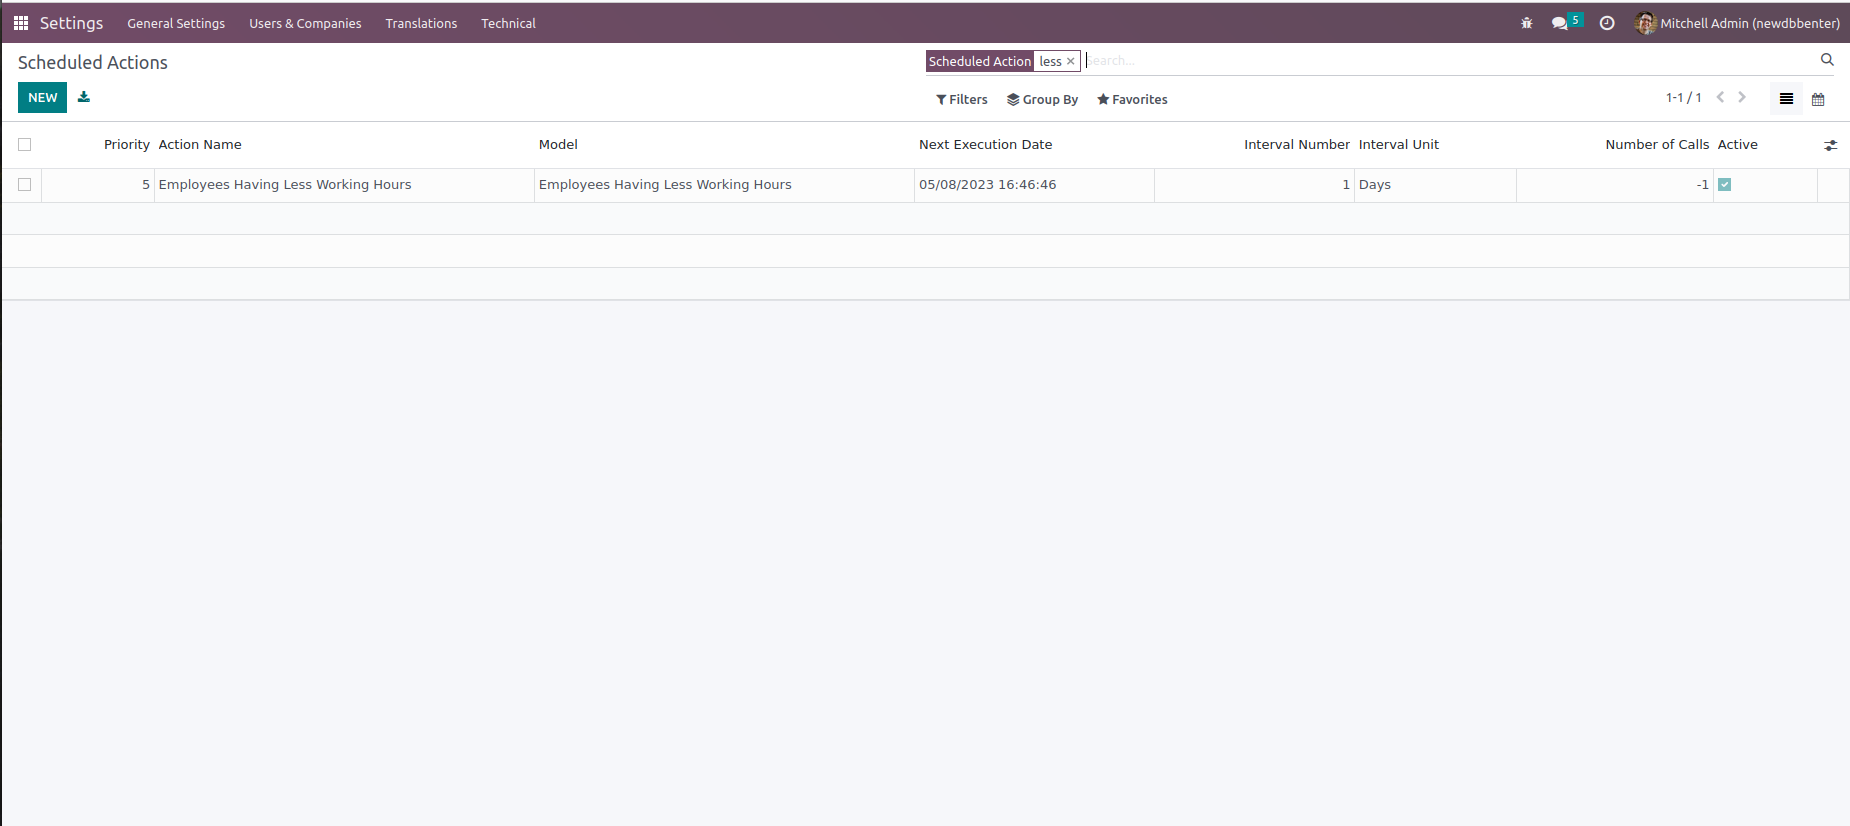 Settings General Settings Users & Companies Translations Technical 5 Mitchell Admin (newdbbenter)
Scheduled Actions Scheduled Action less × Search...
NEW Filters Group By Favorites 1-1 / 1
Priority Action Name Model Next Execution Date Interval Number Interval Unit Number of Calls Active
5 Employees Having Less Working Hours Employees Having Less Working Hours 05/08/2023 16:46:46 1 Days -1